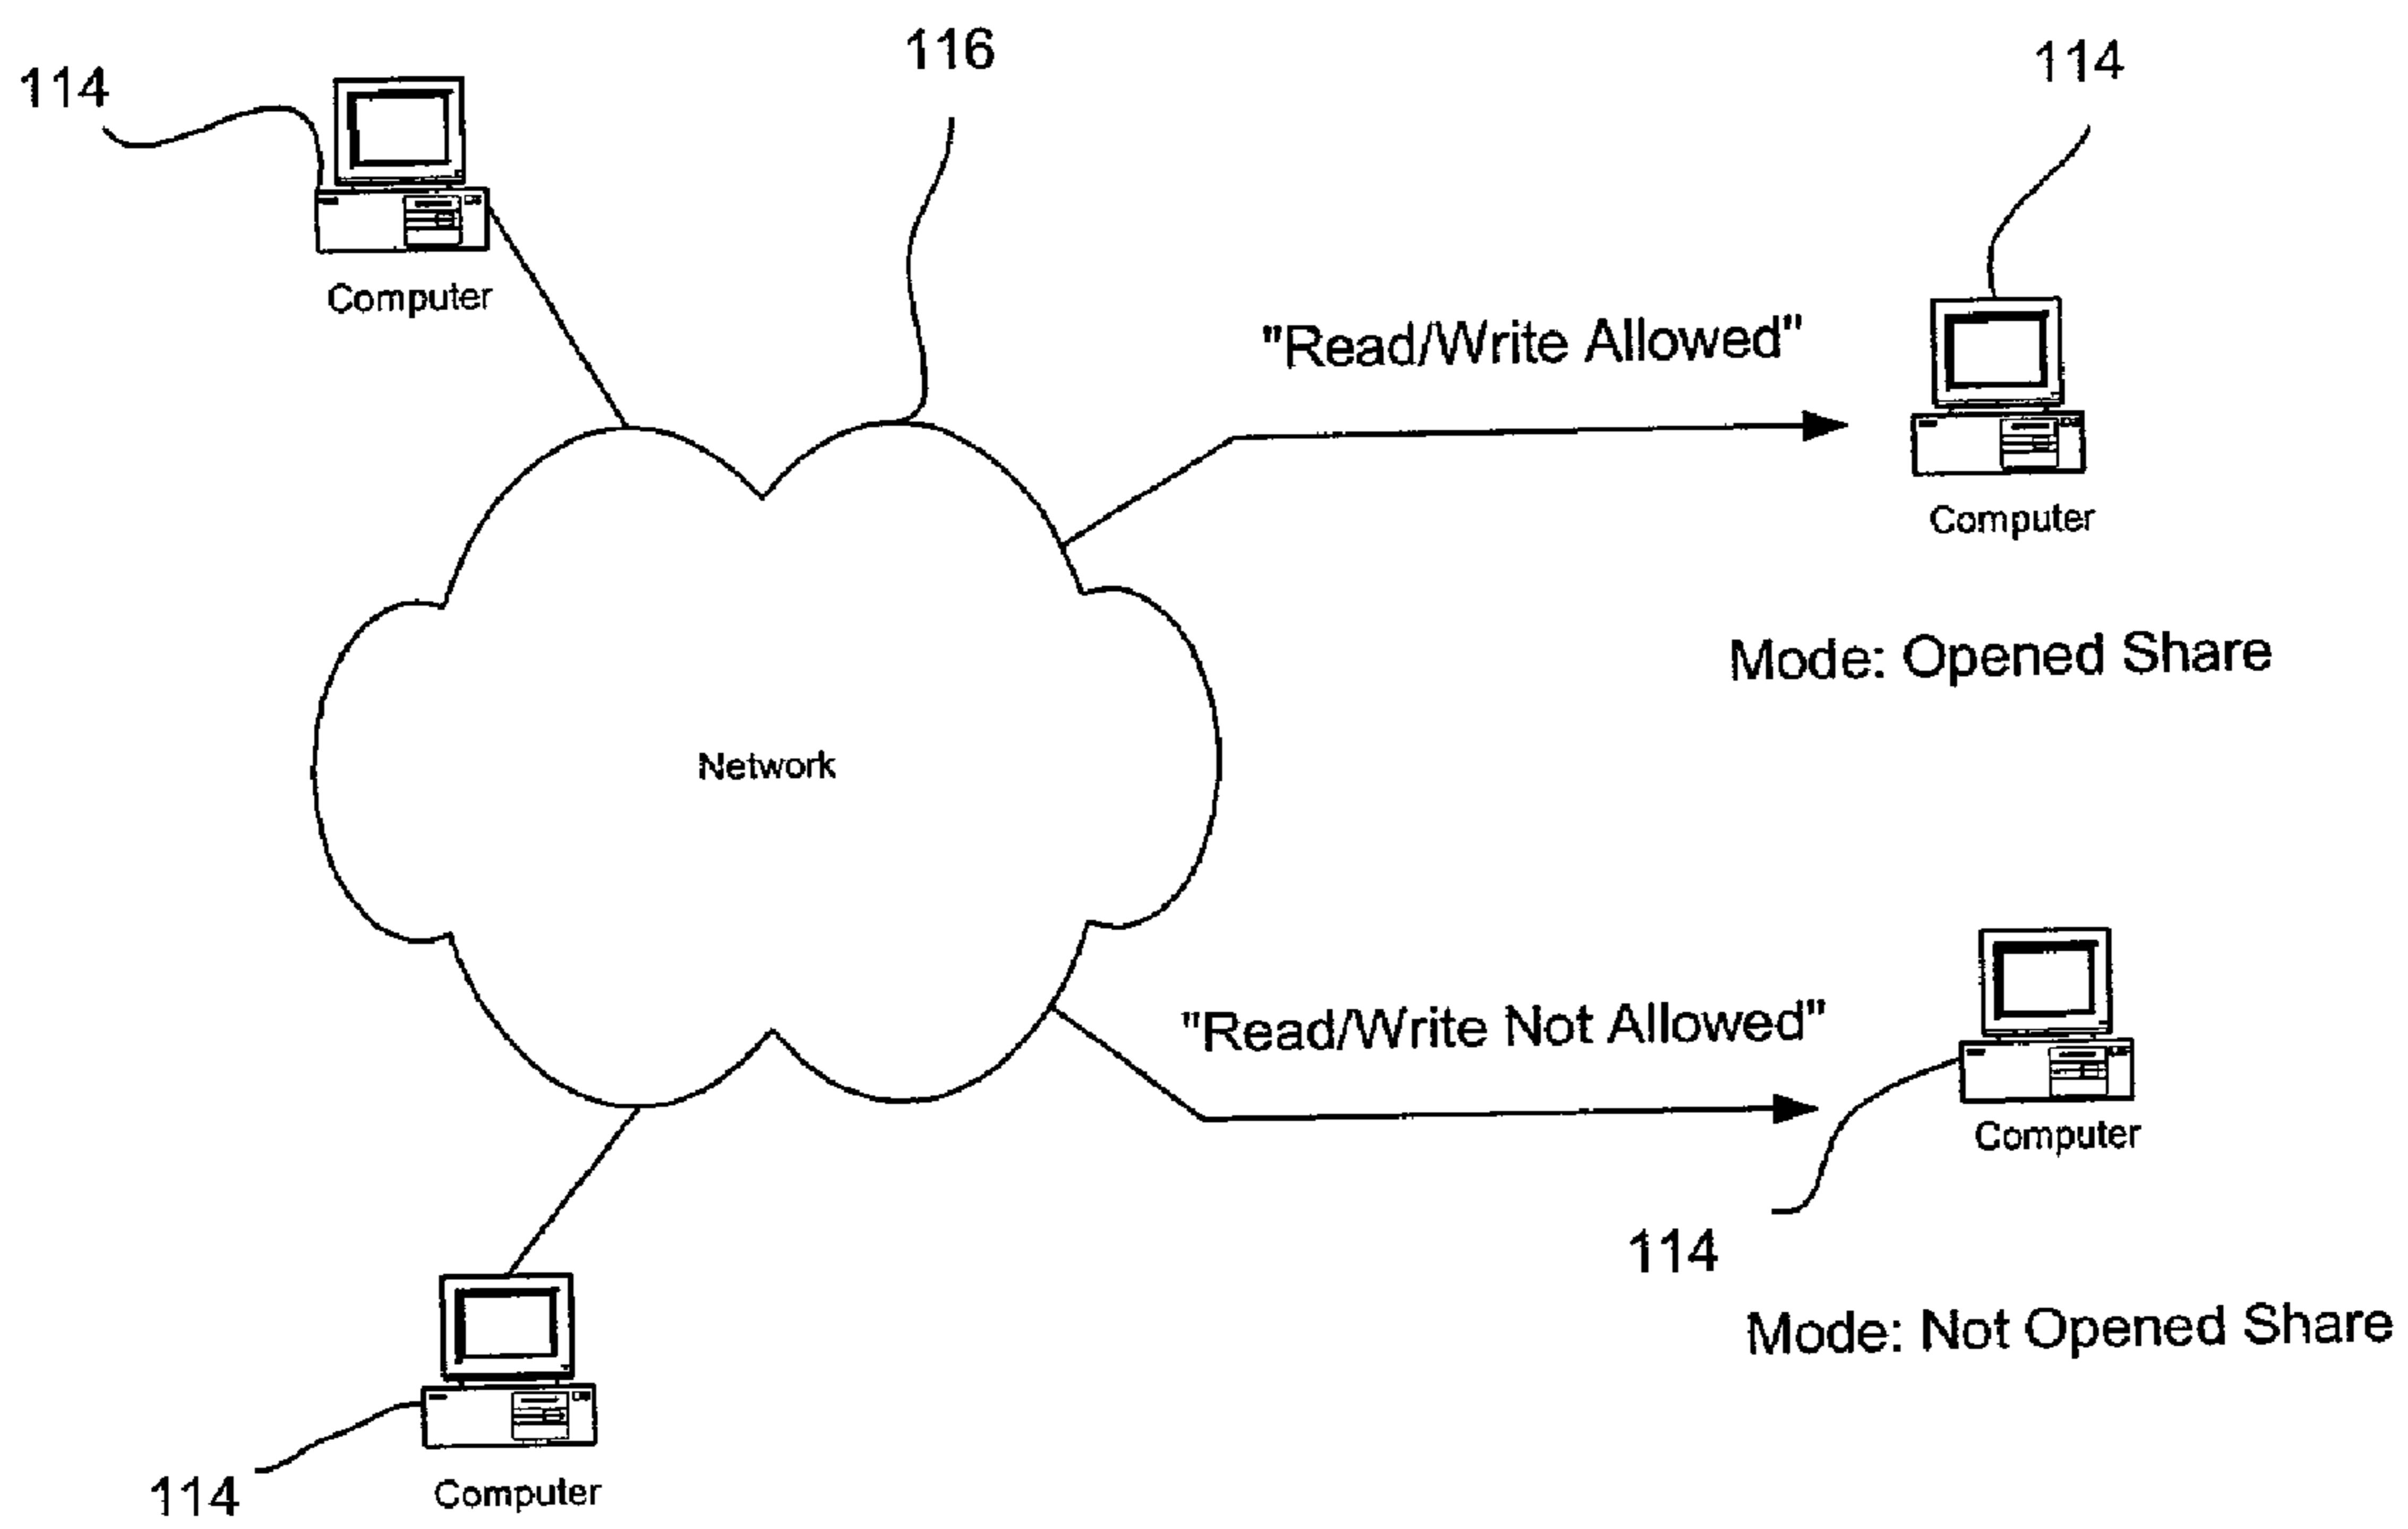 116
114
114
Computer
"Read/Write Allowed"
Computer
Mode: Opened Share
Network
"Read/Write Not Allowed"
Computer
114
Mode: Not Opened Share
114
Computer